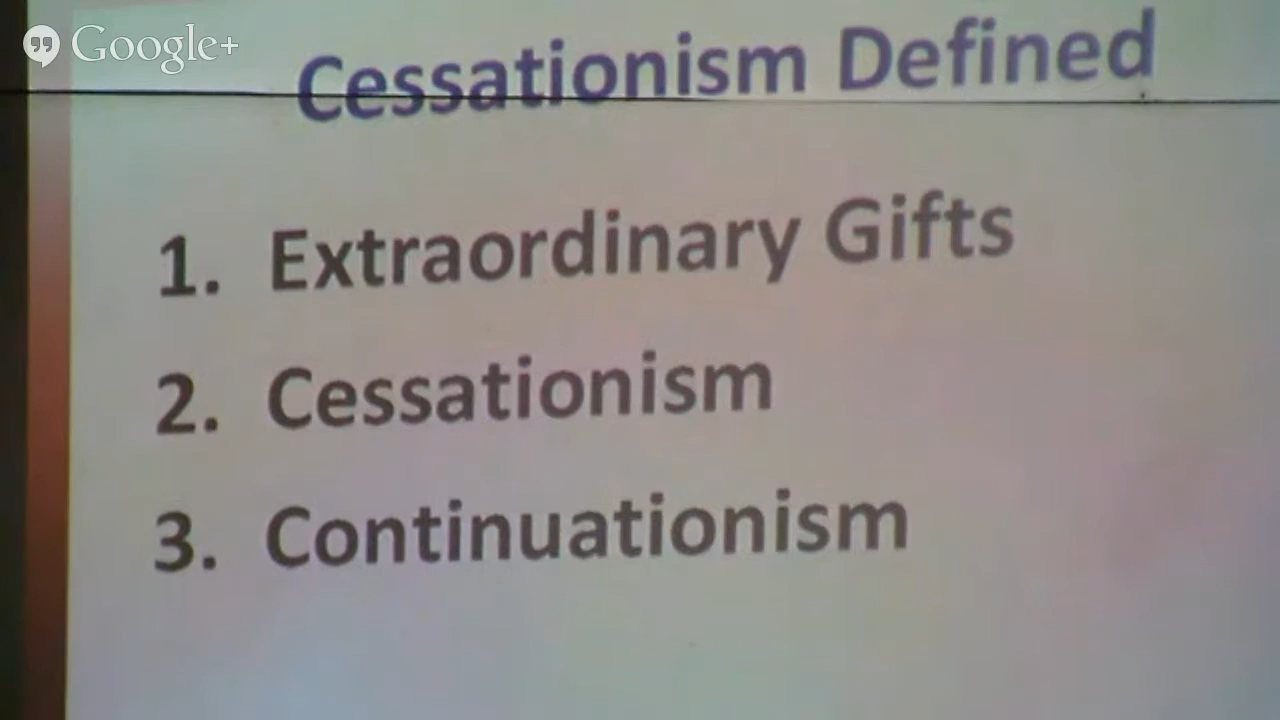 Google+
Cessationism Defined
1. Extraordinary Gifts
2. Cessationism
3. Continuationism